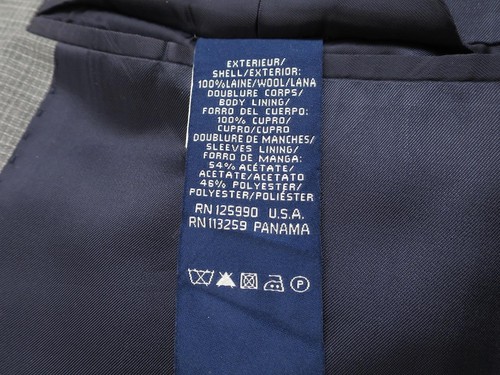 EXTERIEUR/
SHELL/EXTERIOR:
100%LAINE/WOOL/LANA
DOUBLURE CORPS/
BODY LINING/
FORRO DEL CUERPO:
100% CUPRO/
CUPRO/CUPRO
DOUBLURE DE MANCHES/
SLEEVES LINING/
FORRO DE MANGA:
54% ACÉTATE/
ACETATE/ACETATO
46% POLYESTER/
POLYESTER/POLIÉSTER
RN 125990 U.S.A.
RN 113259 PANAMA
P